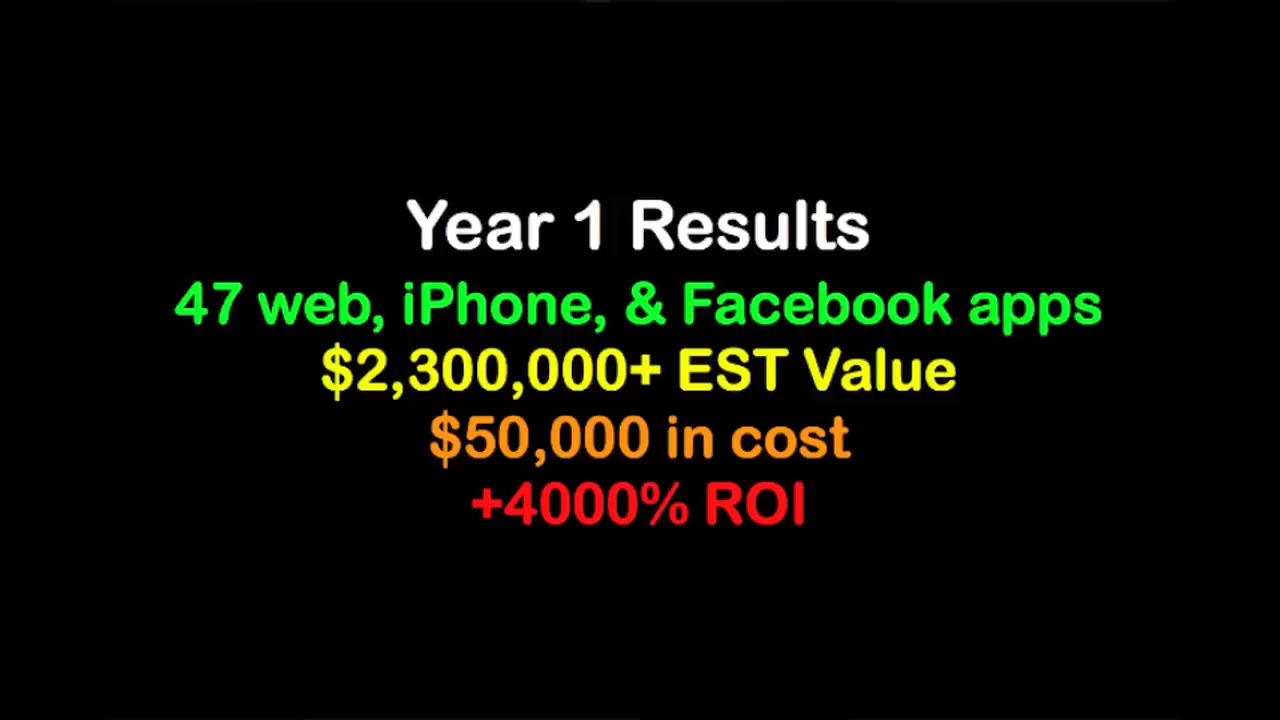 Year 1 Results
47 web, iPhone, & Facebook apps
$2,300,000+ EST Value
$50,000 in cost
+4000% ROI